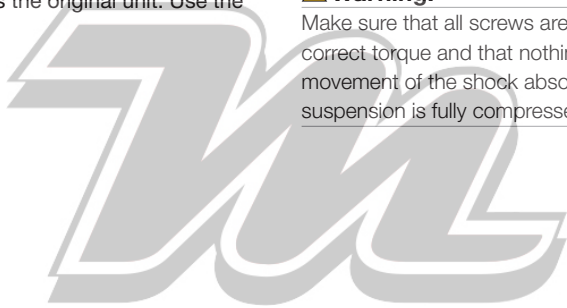 s the original unit. Use the
Warning!
Make sure that all screws are
correct torque and that nothin
movement of the shock abso
suspension is fully compresse